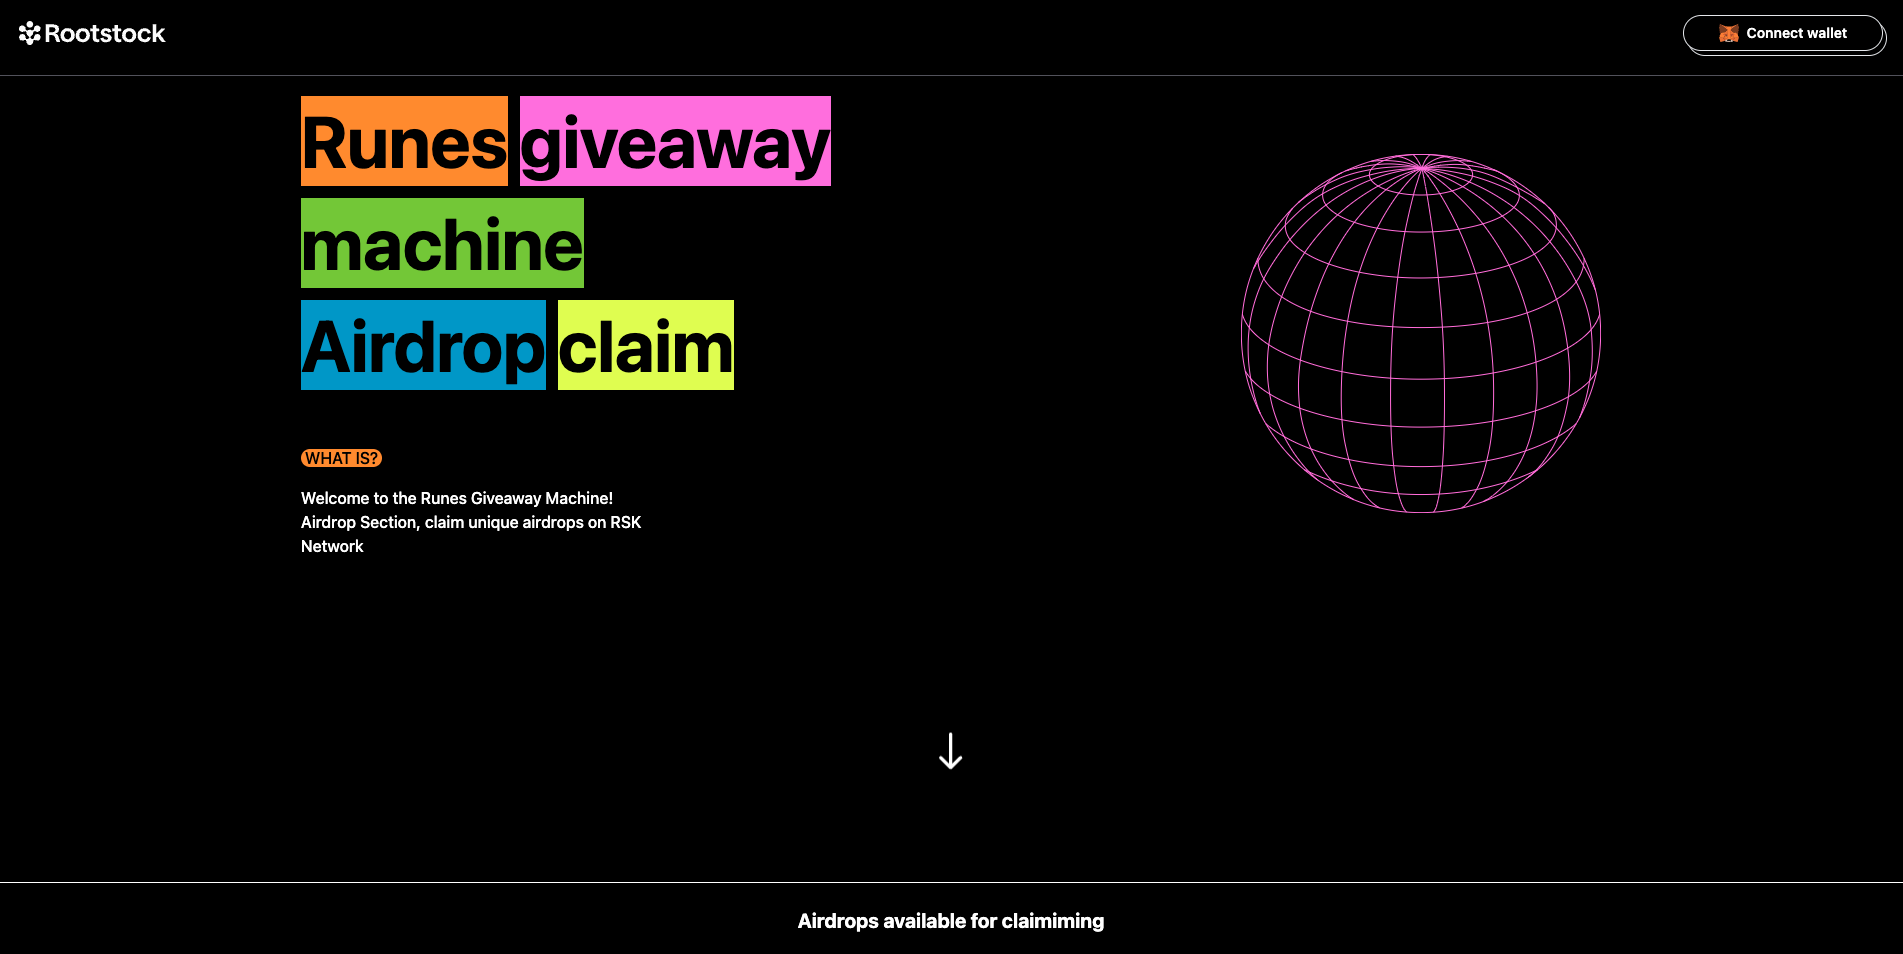 Rootstock
Connect wallet
Runes giveaway
machine
Airdrop claim
WHAT IS?
Welcome to the Runes Giveaway Machine!
Airdrop Section, claim unique airdrops on RSK
Network
Airdrops available for claimiming